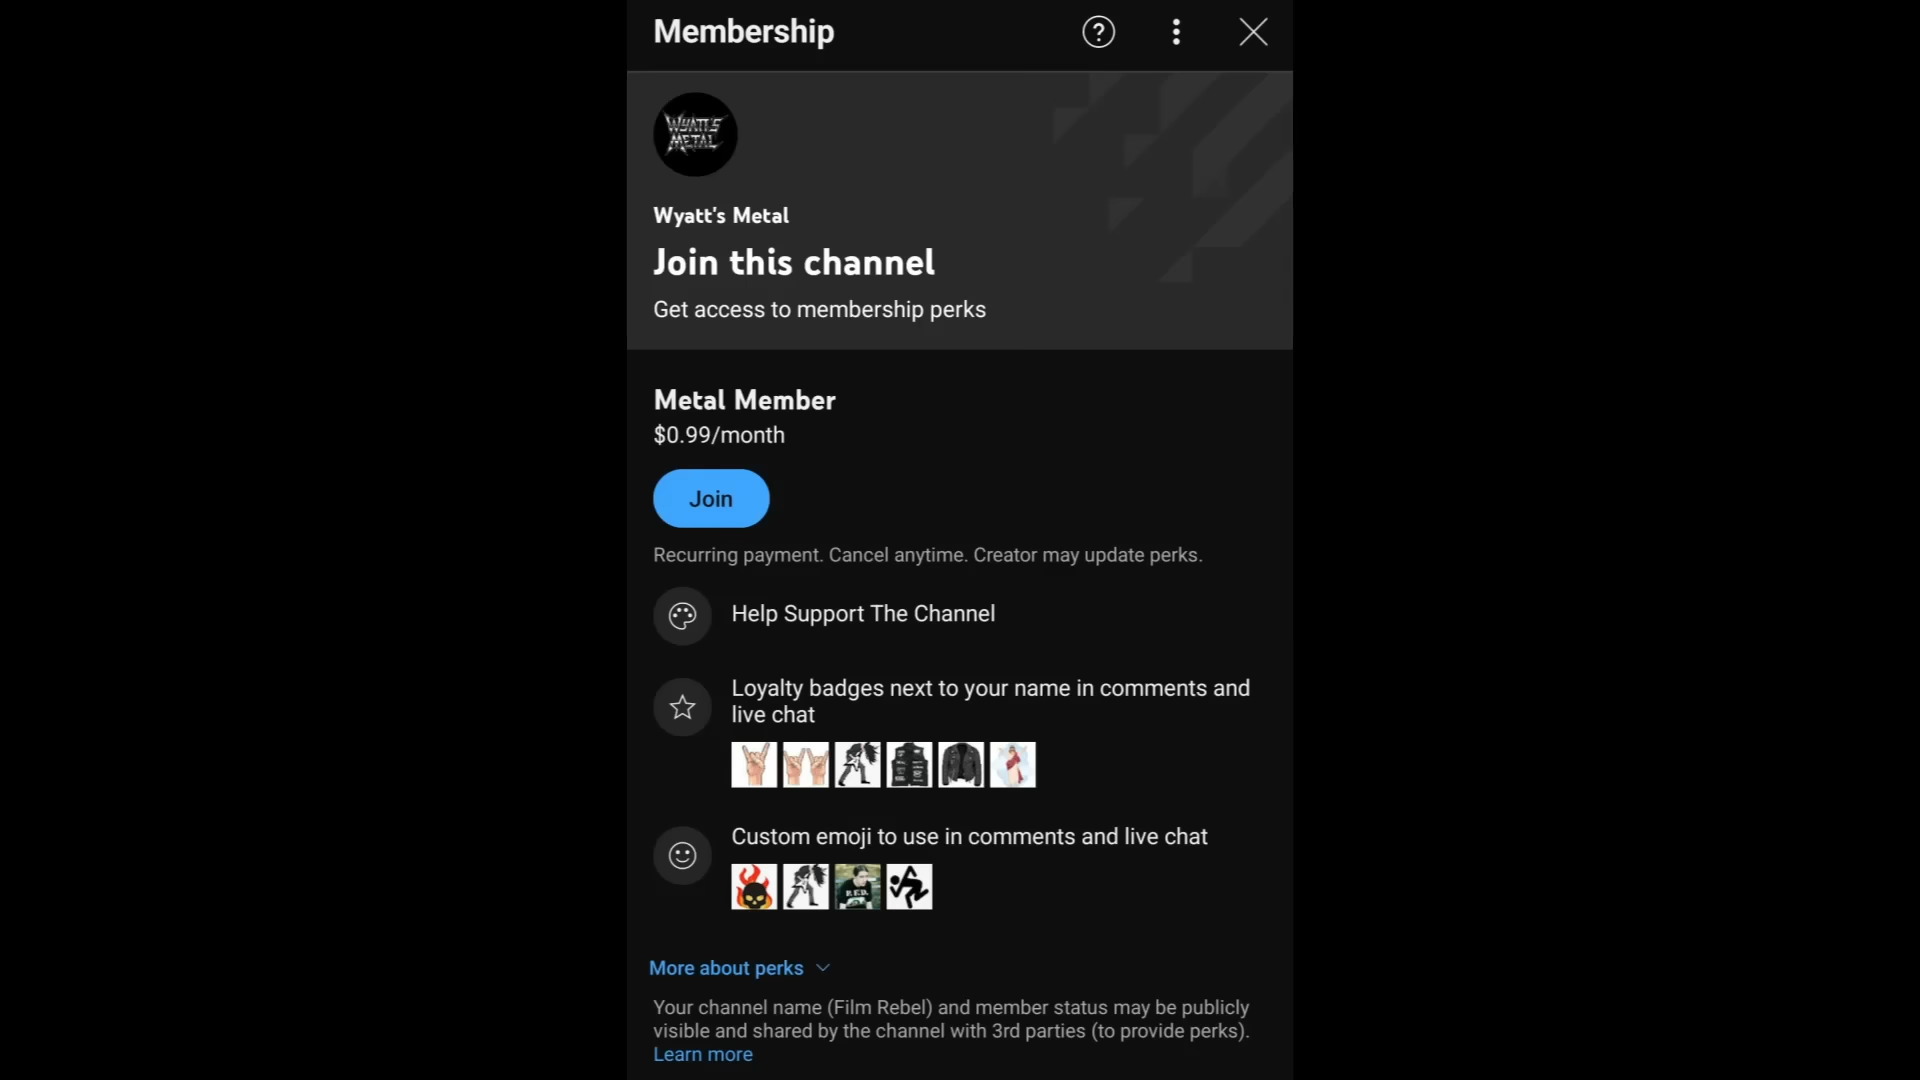 Membership
WYATT'S
METAL
Wyatt's Metal
Join this channel
Get access to membership perks
Metal Member
$0.99/month
Join
Recurring payment. Cancel anytime. Creator may update perks.
Help Support The Channel
Loyalty badges next to your name in comments and
live chat
Custom emoji to use in comments and live chat
More about perks
Your channel name (Film Rebel) and member status may be publicly
visible and shared by the channel with 3rd parties (to provide perks).
Learn more